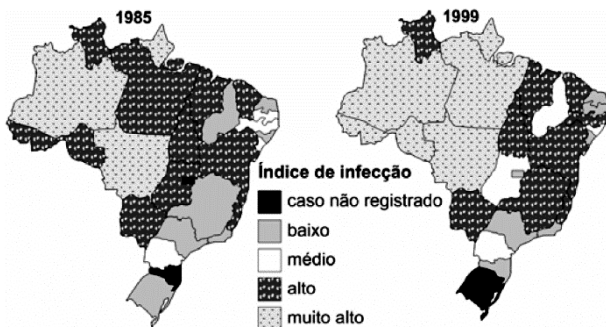 1985
1999
Índice de infecção
caso não registrado
baixo
médio
alto
muito alto